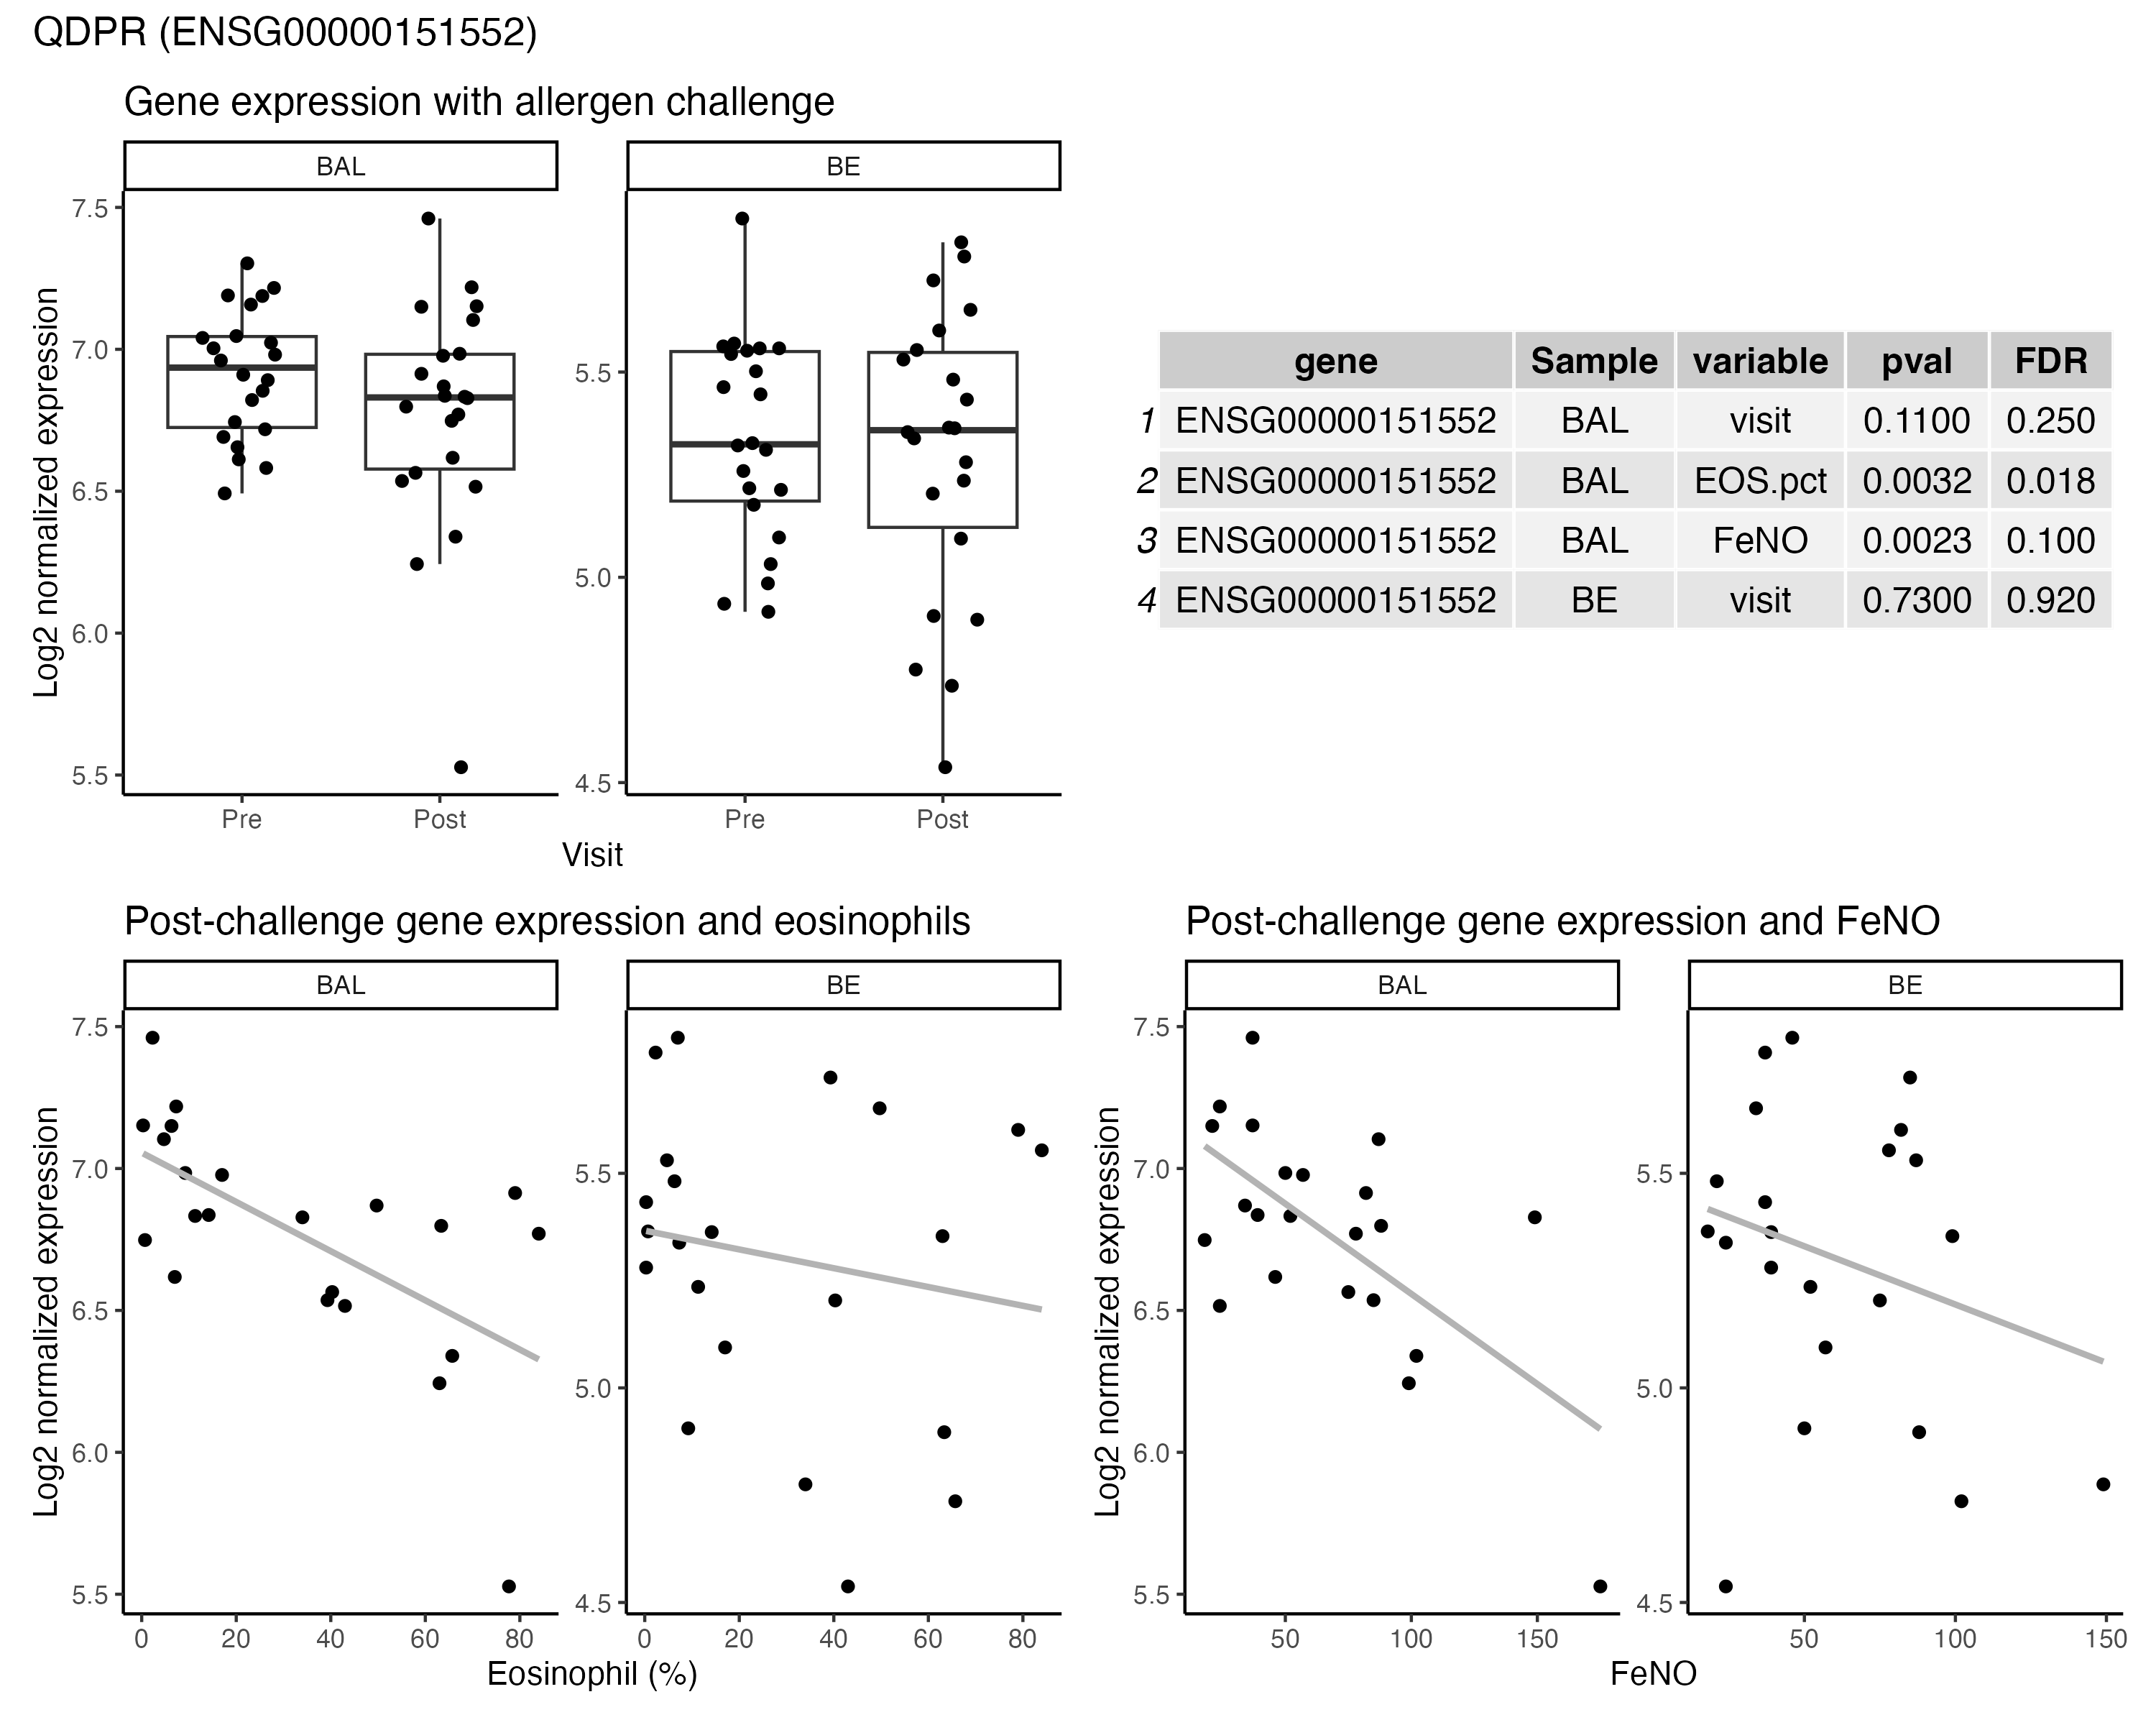 QDPR (ENSG00000151552)
Gene expression with allergen challenge
BAL
BE
Log2 normalized expression
7.5
7.0
6.5
6.0
5.5
5.5
5.0
4.5
Pre
Post
Pre
Post
Visit
gene Sample variable pval FDR
1 ENSG00000151552 BAL visit 0.1100 0.250
2 ENSG00000151552 BAL EOS.pct 0.0032 0.018
3 ENSG00000151552 BAL FeNO 0.0023 0.100
4 ENSG00000151552 BE visit 0.7300 0.920
Post-challenge gene expression and eosinophils
BAL
BE
Log2 normalized expression
7.5
7.0
6.5
6.0
5.5
5.5
5.0
4.5
0 20 40 60 80
0 20 40 60 80
Eosinophil (%)
Post-challenge gene expression and FeNO
BAL
BE
Log2 normalized expression
7.5
7.0
6.5
6.0
5.5
5.5
5.0
4.5
50 100 150
50 100 150
FeNO